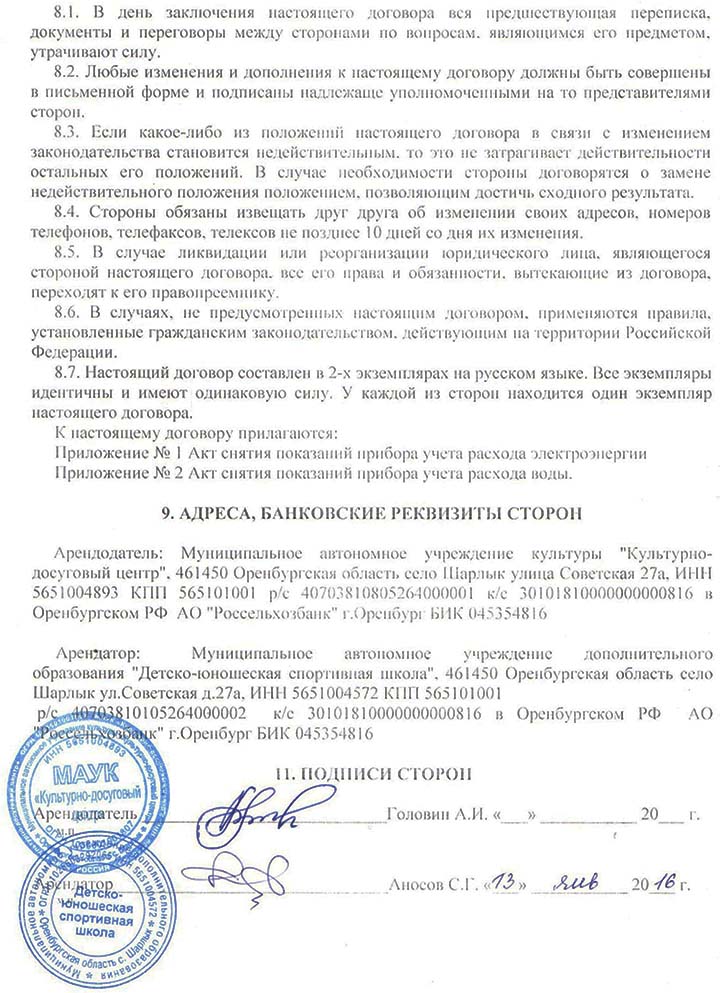 8.1. В день заключения настоящего договора вся предшествующая переписка,
документы и переговоры между сторонами по вопросам, являющимся его предметом,
утрачивают силу.
8.2. Любые изменения и дополнения к настоящему договору должны быть совершены
в письменной форме и подписаны надлежаще уполномоченными на то представителями
сторон.
8.3. Если какое-либо из положений настоящего договора в связи с изменением
законодательства становится недействительным, то это не затрагивает действительности
остальных его положений. В случае необходимости стороны договорятся о замене
недействительного положения положением, позволяющим достичь сходного результата.
8.4. Стороны обязаны извещать друг друга об изменении своих адресов, номеров
телефонов, телефаксов, телексов не позднее 10 дней со дня их изменения.
8.5. В случае ликвидации или реорганизации юридического лица, являющегося
стороной настоящего договора, все его права и обязанности, вытекающие из договора,
переходят к его правопреемнику.
8.6. В случаях, не предусмотренных настоящим договором, применяются правила,
установленные гражданским законодательством, действующим на территории Российской
Федерации.
8.7. Настоящий договор составлен в 2-х экземплярах на русском языке. Все экземпляры
идентичны и имеют одинаковую силу. У каждой из сторон находится один экземпляр
настоящего договора.
К настоящему договору прилагаются:
Приложение № 1 Акт снятия показаний прибора учета расхода электроэнергии
Приложение № 2 Акт снятия показаний прибора учета расхода воды.
9. АДРЕСА, БАНКОВСКИЕ РЕКВИЗИТЫ СТОРОН
Арендодатель: Муниципальное автономное учреждение культуры "Культурно-
досуговый центр", 461450 Оренбургская область село Шарлык улица Советская 27а, ИНН
5651004893 КПП 565101001 р/с 40703810805264000001 к/с 30101810000000000816 в
Оренбургском РФ АО "Россельхозбанк" г.Оренбург БИК 045354816
Арендатор: Муниципальное автономное учреждение дополнительного
образования "Детско-юношеская спортивная школа", 461450 Оренбургская область село
Шарлык ул.Советская д.27а, ИНН 5651004572 КПП 565101001
р/с 40703810105264000002 к/с 30101810000000000816 в Оренбургском РФ АО
"Россельхозбанк" г.Оренбург БИК 045354816
11. ПОДПИСИ СТОРОН
ИНН 5651004893
МАУК
«Культурно-досуговый
Арендодатель Головин А.И. «___» 20___ г.
м.п.
РОССИЯ
Арендатор Аносов С.Г. «13» янв 2016 г.
ИНН 5651004572
Детско-
юношеская
спортивная
школа
Оренбургская область с. Шарлык